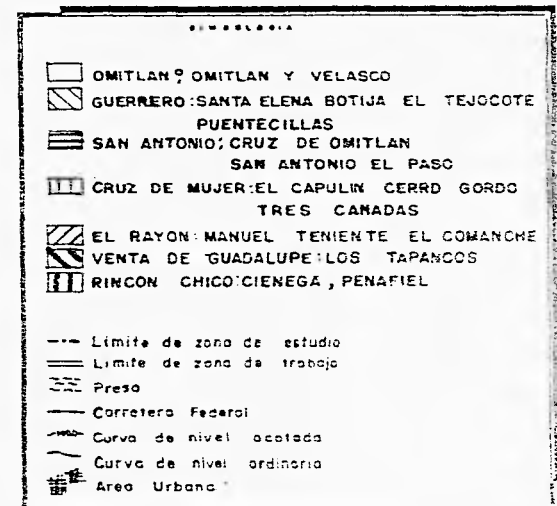 SIMBOLOGIA
OMITLAN: OMITLAN Y VELASCO
GUERRERO: SANTA ELENA BOTIJA EL TEJOCOTE
PUENTECILLAS
SAN ANTONIO: CRUZ DE OMITLAN
SAN ANTONIO EL PASO
CRUZ DE MUJER: EL CAPULIN CERRO GORDO
TRES CANADAS
EL RAYON: MANUEL TENIENTE EL COMANCHE
VENTA DE GUADALUPE: LOS TAPANCOS
RINCON CHICO: CIENEGA, PENAFIEL
Limite de zona de estudio
Limite de zona de trabajo
Presa
Carretera Federal
Curva de nivel acotada
Curva de nivel ordinaria
Area Urbana